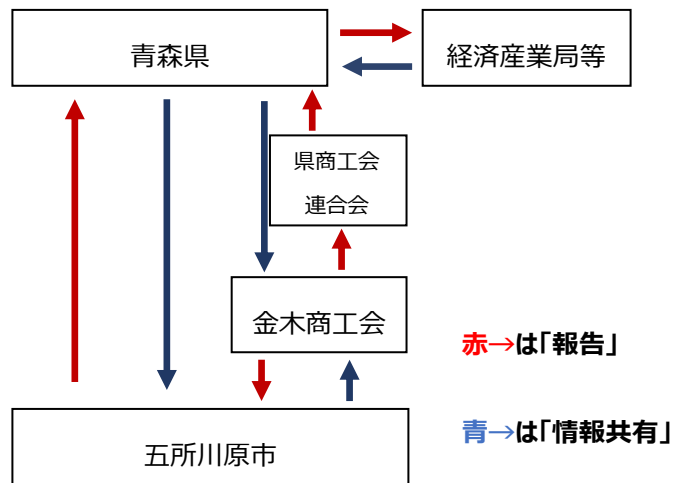 青森県
経済産業局等
県商工会
連合会
金木商工会
赤→は「報告」
青→は「情報共有」
五所川原市